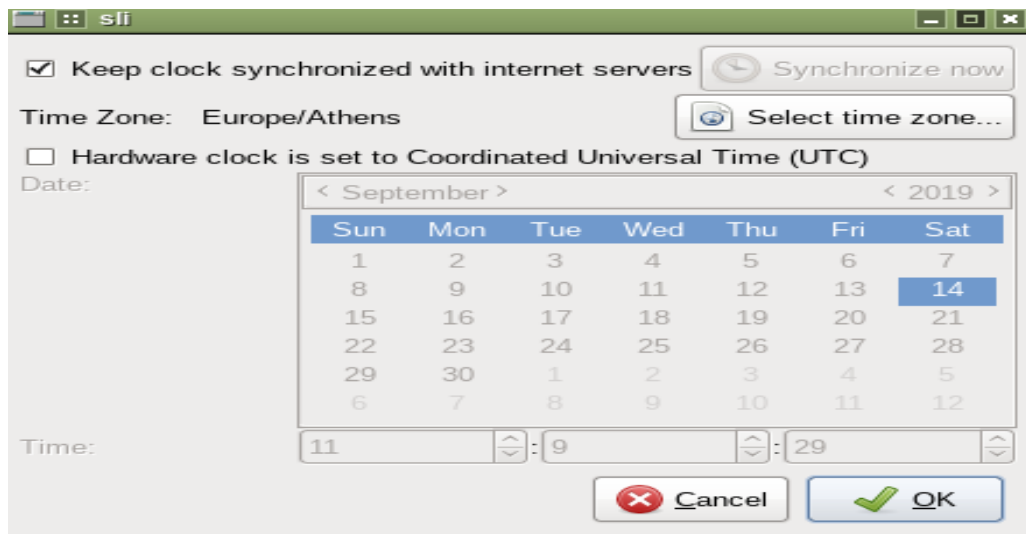 sli
Keep clock synchronized with internet servers Synchronize now
Time Zone: Europe/Athens Select time zone...
Hardware clock is set to Coordinated Universal Time (UTC)
Date: < September > < 2019 >
Sun Mon Tue Wed Thu Fri Sat
1 2 3 4 5 6 7
8 9 10 11 12 13 14
15 16 17 18 19 20 21
22 23 24 25 26 27 28
29 30 1 2 3 4 5
6 7 8 9 10 11 12
Time: 11 : 9 : 29
Cancel OK